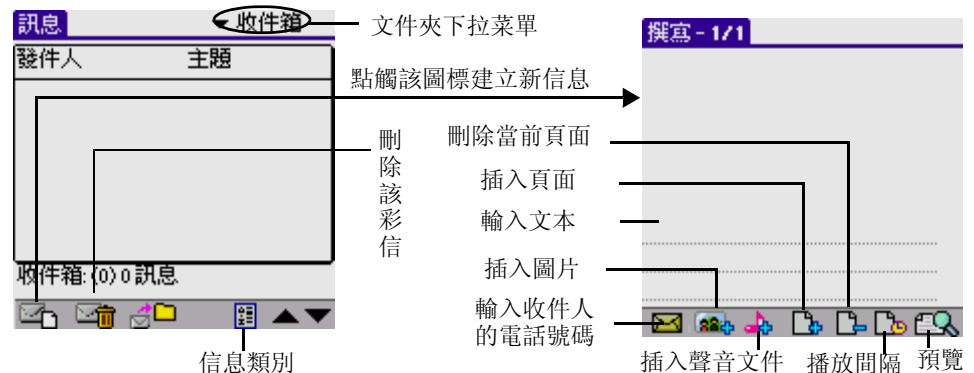 訊息
收件箱
文件夾下拉菜單
發件人 主題
點觸該圖標建立新信息
刪除該彩信
收件箱: (0) 0 訊息
信息類別
撰寫 - 1/1
刪除當前頁面
插入頁面
輸入文本
插入圖片
輸入收件人
的電話號碼
插入聲音文件
播放間隔
預覽